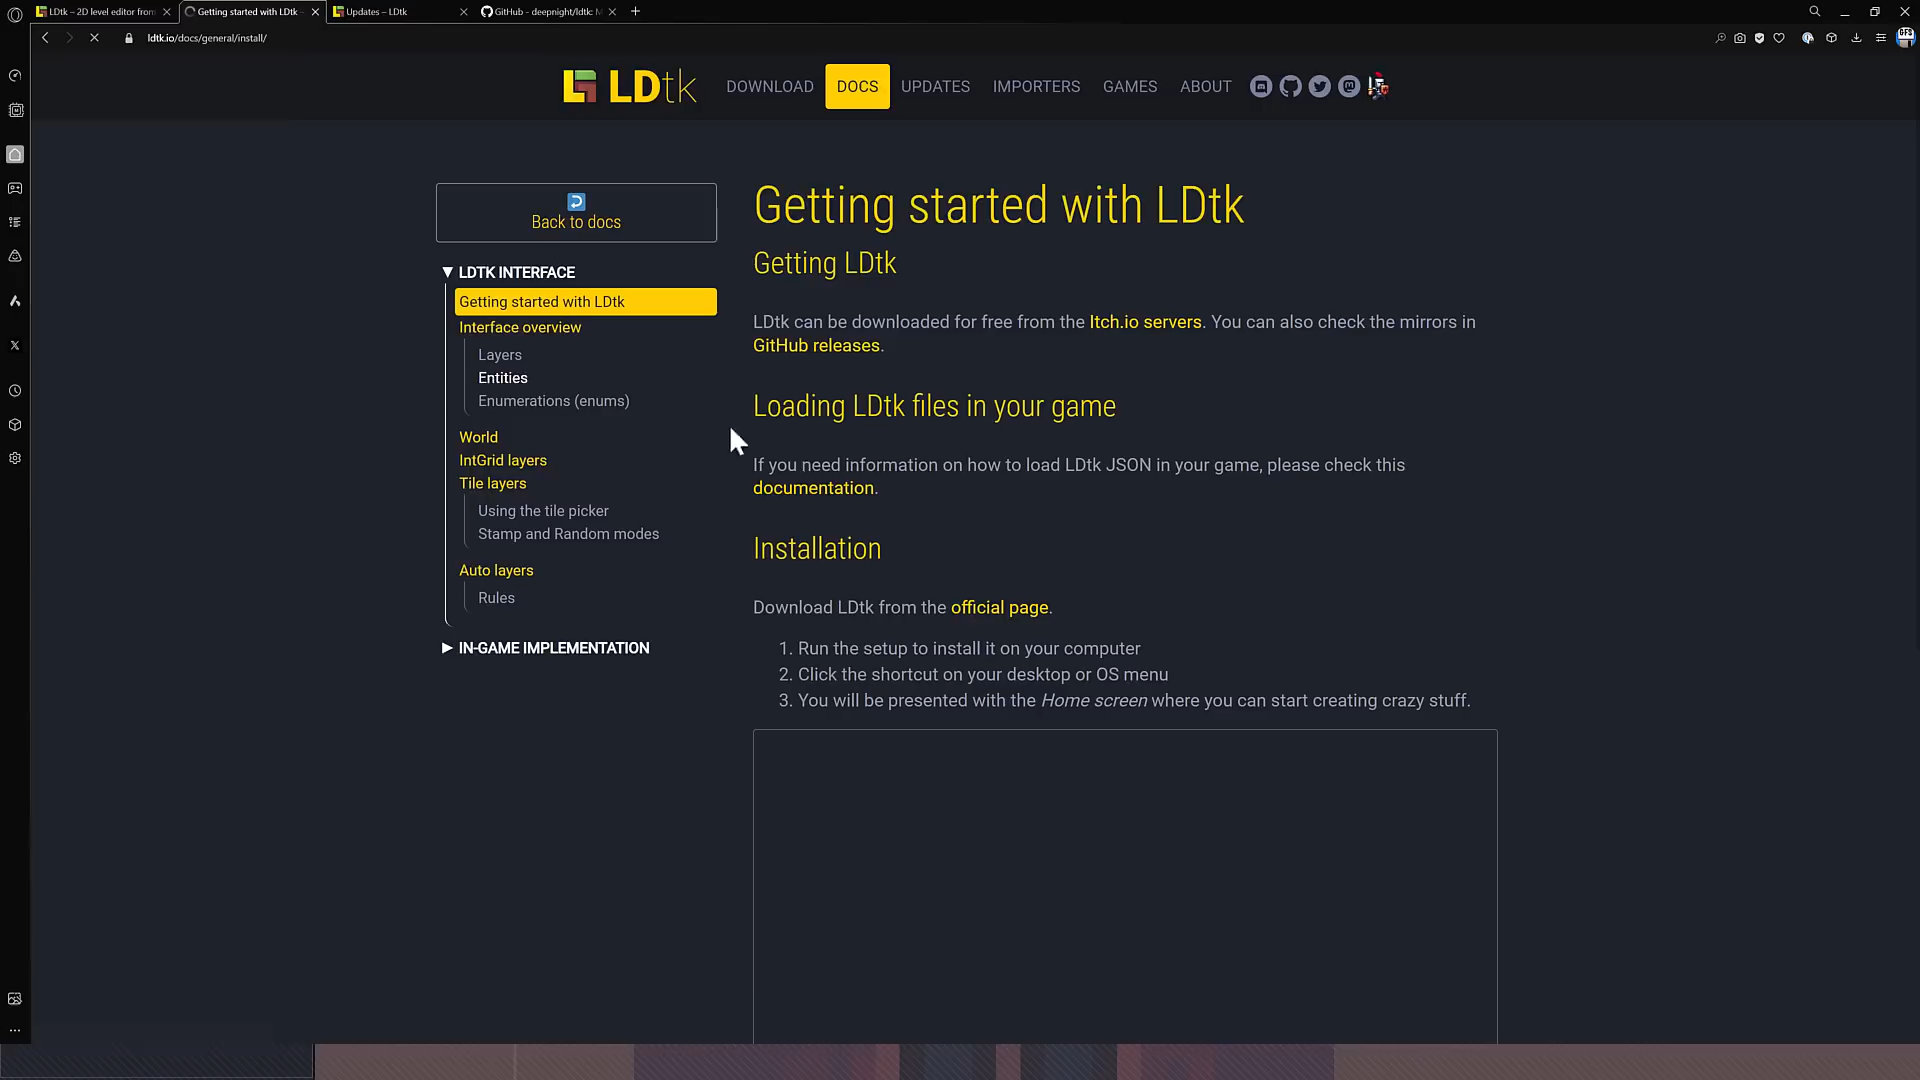 LDtk – 2D level editor from
Getting started with LDtk –
Updates – LDtk
GitHub - deepnight/ldtk: M
ldtk.io/docs/general/install/
LDtk
DOWNLOAD
DOCS
UPDATES
IMPORTERS
GAMES
ABOUT
Back to docs
▼ LDTK INTERFACE
Getting started with LDtk
Interface overview
Layers
Entities
Enumerations (enums)
World
IntGrid layers
Tile layers
Using the tile picker
Stamp and Random modes
Auto layers
Rules
▶ IN-GAME IMPLEMENTATION
Getting started with LDtk
Getting LDtk
LDtk can be downloaded for free from the Itch.io servers. You can also check the mirrors in
GitHub releases.
Loading LDtk files in your game
If you need information on how to load LDtk JSON in your game, please check this
documentation.
Installation
Download LDtk from the official page.
1. Run the setup to install it on your computer
2. Click the shortcut on your desktop or OS menu
3. You will be presented with the Home screen where you can start creating crazy stuff.